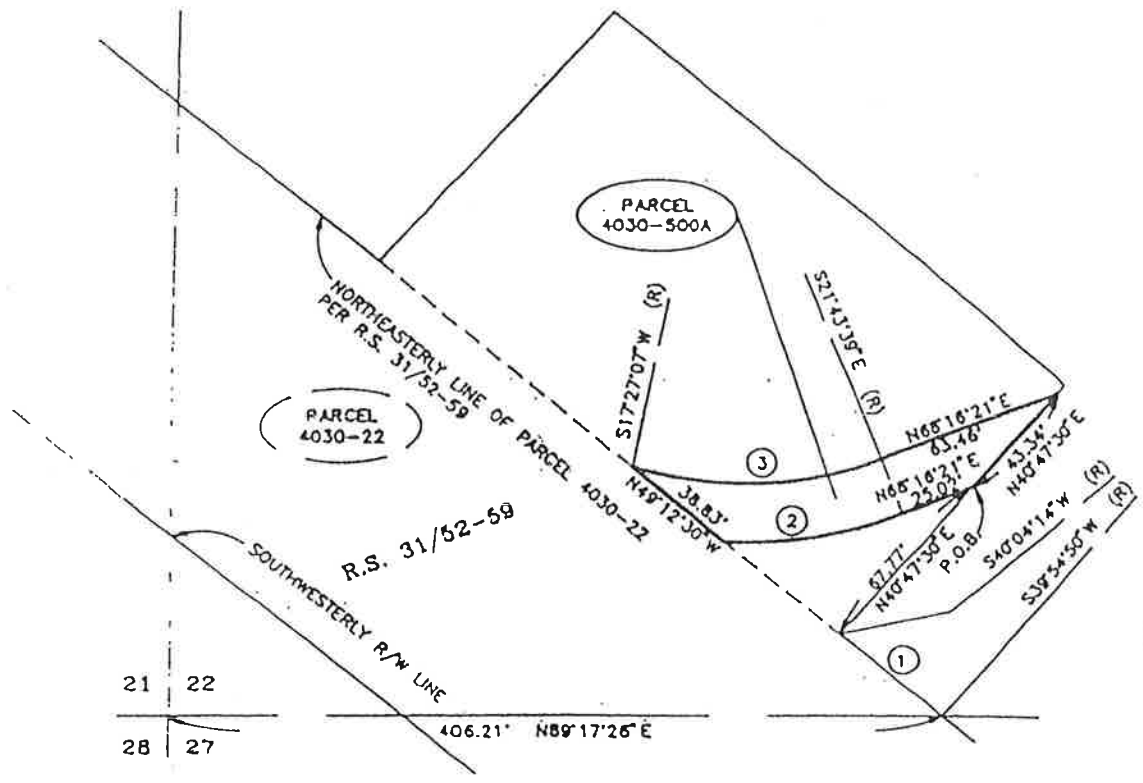 PARCEL
4030-500A
NORTHEASTERLY LINE OF PARCEL 4030-22
PER R.S. 31/52-59
S17°27'07"W (R)
S21°43'39"E (R)
PARCEL
4030-22
N68°16'21"E
63.46'
③
43.34'
N40°47'30"E
38.83'
N49°12'30"W
N68°16'21"E
25.03'
②
R.S. 31/52-59
67.77'
N40°47'30"E
P.O.B.
S40°04'14"W (R)
S39°54'50"W (R)
SOUTHWESTERLY R/W LINE
①
21 22
406.21' N89°17'26"E
28 27